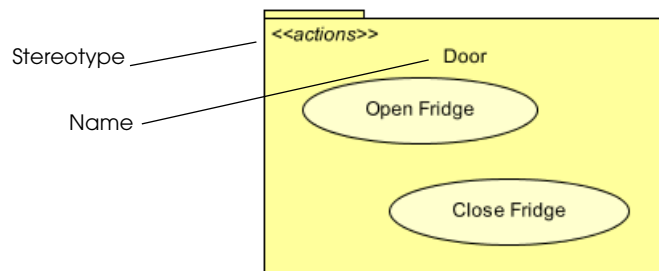 <<actions>>
Stereotype
Door
Open Fridge
Name
Close Fridge